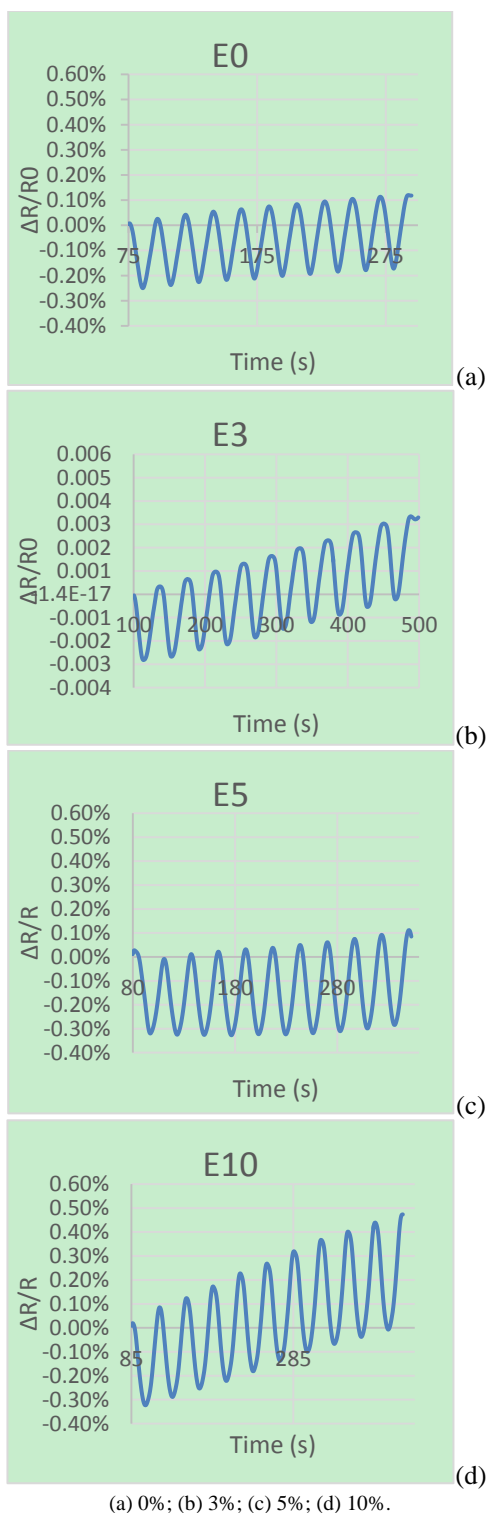 E0
0.60%
0.50%
0.40%
0.30%
0.20%
0.10%
0.00%
-0.10%
-0.20%
-0.30%
-0.40%
75 175 275
ΔR/R0
Time (s)
(a)
E3
0.006
0.005
0.004
0.003
0.002
0.001
-1.4E-17
-0.001
-0.002
-0.003
-0.004
100 200 300 400 500
ΔR/R0
Time (s)
(b)
E5
0.60%
0.50%
0.40%
0.30%
0.20%
0.10%
0.00%
-0.10%
-0.20%
-0.30%
-0.40%
80 180 280
ΔR/R
Time (s)
(c)
E10
0.60%
0.50%
0.40%
0.30%
0.20%
0.10%
0.00%
-0.10%
-0.20%
-0.30%
-0.40%
85 285
ΔR/R
Time (s)
(d)
(a) 0%; (b) 3%; (c) 5%; (d) 10%.